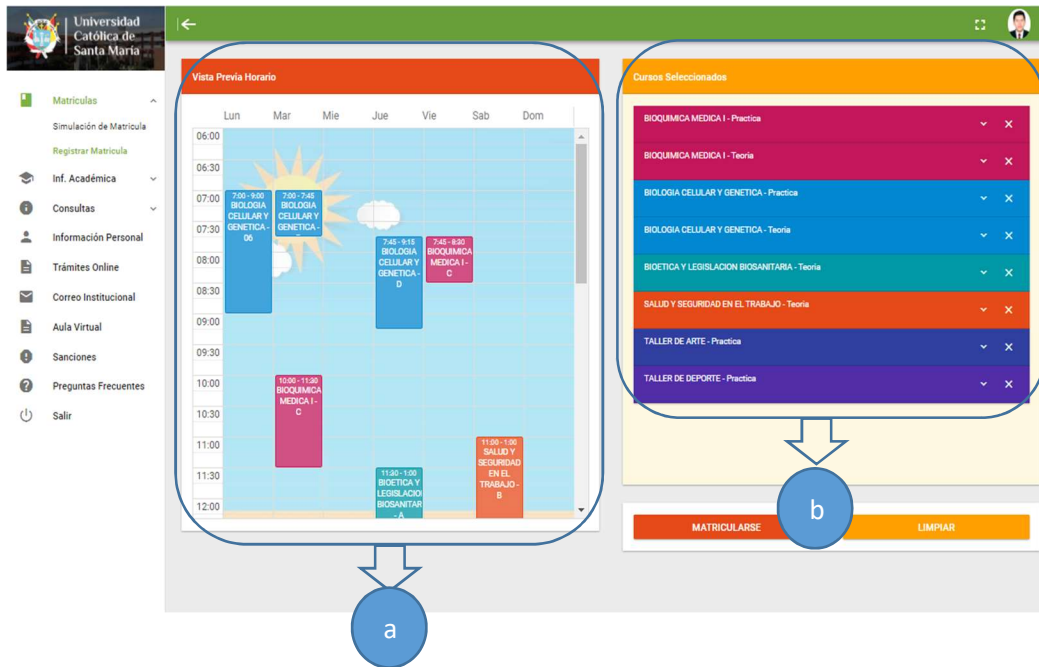 Universidad
Católica de
Santa María
Matriculas
Simulación de Matricula
Registrar Matricula
Inf. Académica
Consultas
Información Personal
Trámites Online
Correo Institucional
Aula Virtual
Sanciones
Preguntas Frecuentes
Salir
Vista Previa Horario
Lun Mar Mie Jue Vie Sab Dom
06:00
06:30
07:00
07:30
08:00
08:30
09:00
09:30
10:00
10:30
11:00
11:30
12:00
7:00 - 9:00
BIOLOGIA
CELULAR Y
GENETICA -
06
7:00 - 7:45
BIOLOGIA
CELULAR Y
GENETICA -
7:45 - 9:15
BIOLOGIA
CELULAR Y
GENETICA -
D
7:45 - 8:30
BIOQUIMICA
MEDICA I -
C
10:00 - 11:30
BIOQUIMICA
MEDICA I -
C
11:30 - 1:00
BIOETICA Y
LEGISLACIO
BIOSANITAR
- A
11:00 - 1:00
SALUD Y
SEGURIDAD
EN EL
TRABAJO -
B
Cursos Seleccionados
BIOQUIMICA MEDICA I - Practica
BIOQUIMICA MEDICA I - Teoria
BIOLOGIA CELULAR Y GENETICA - Practica
BIOLOGIA CELULAR Y GENETICA - Teoria
BIOETICA Y LEGISLACION BIOSANITARIA - Teoria
SALUD Y SEGURIDAD EN EL TRABAJO - Teoria
TALLER DE ARTE - Practica
TALLER DE DEPORTE - Practica
MATRICULARSE
LIMPIAR
a
b